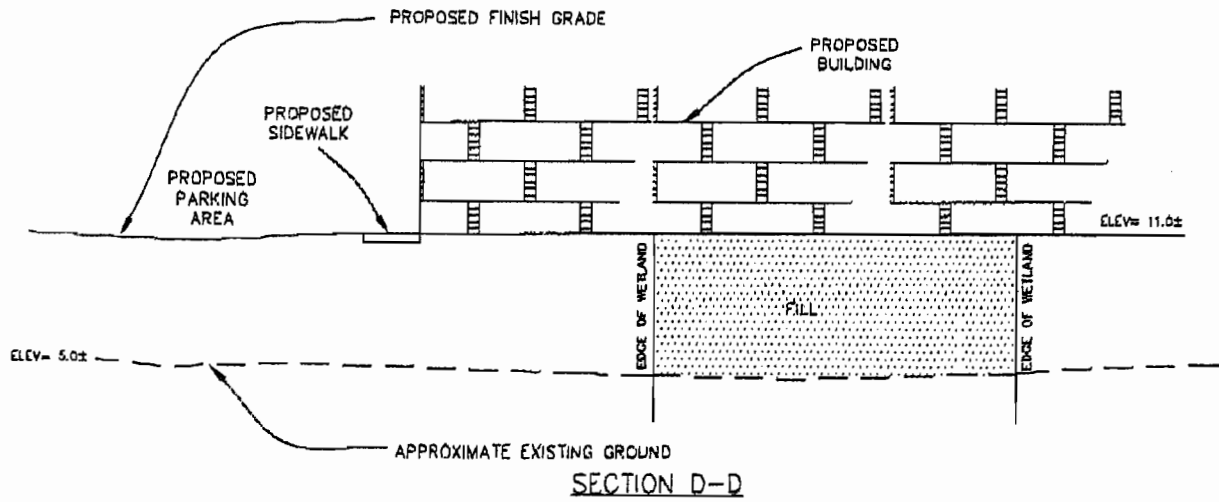 PROPOSED FINISH GRADE
PROPOSED
BUILDING
PROPOSED
SIDEWALK
PROPOSED
PARKING
AREA
ELEV= 11.0±
EDGE OF WETLAND
FILL
EDGE OF WETLAND
ELEV= 5.0±
APPROXIMATE EXISTING GROUND
SECTION D-D